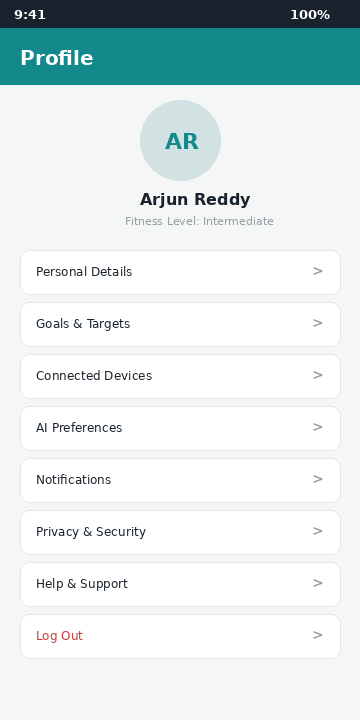 9:41 100%
Profile
AR
Arjun Reddy
Fitness Level: Intermediate
Personal Details >
Goals & Targets >
Connected Devices >
AI Preferences >
Notifications >
Privacy & Security >
Help & Support >
Log Out >